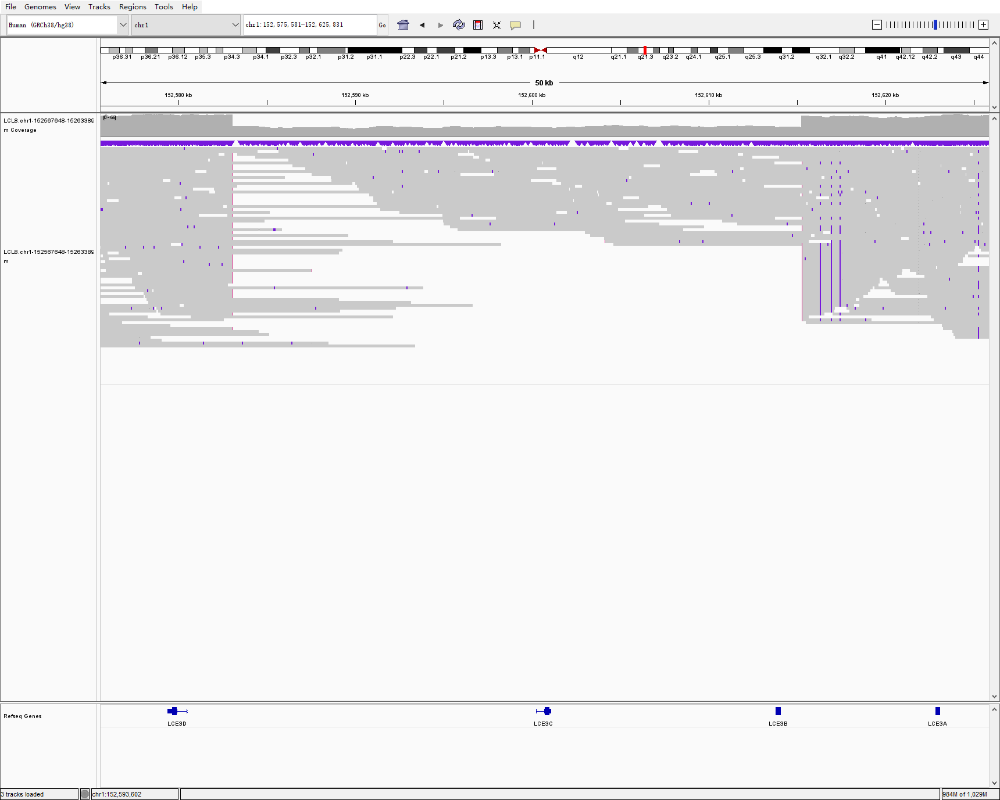 File Genomes View Tracks Regions Tools Help
Human (GRCh38/hg38) chr1 chr1:152,575,581-152,625,831 Go
p36.31 p36.21 p36.12 p35.3 p34.3 p34.1 p32.3 p32.1 p31.2 p31.1 p22.3 p22.1 p21.2 p13.3 p13.1 p11.1 q12 q21.1 q21.3 q23.2 q24.1 q25.1 q25.3 q31.2 q32.1 q32.2 q41 q42.12 q42.2 q43 q44
50 kb
152,580 kb 152,590 kb 152,600 kb 152,610 kb 152,620 kb
[0 - 66]
LCL8.chr1-152567648-15263389
m Coverage
LCL8.chr1-152567648-15263389
m
Refseq Genes
LCE3D LCE3C LCE3B LCE3A
3 tracks loaded chr1:152,593,602 984M of 1,029M